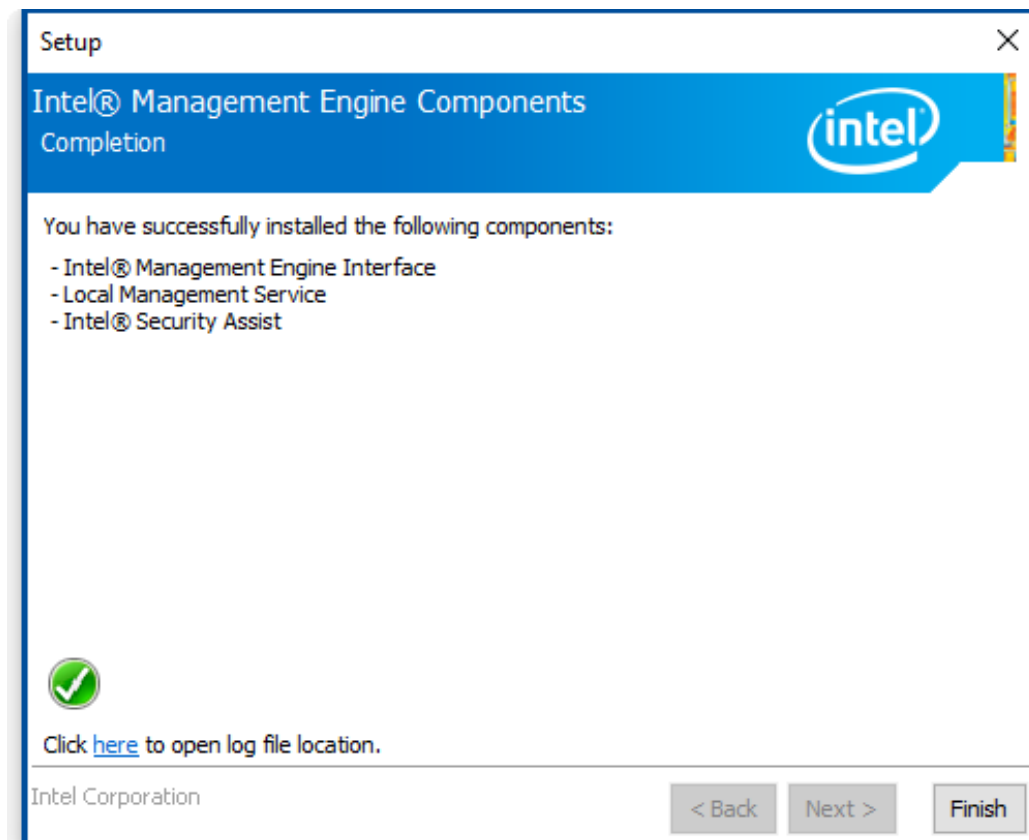 Setup
Intel® Management Engine Components
Completion
intel
You have successfully installed the following components:
- Intel® Management Engine Interface
- Local Management Service
- Intel® Security Assist
Click here to open log file location.
Intel Corporation
< Back Next > Finish